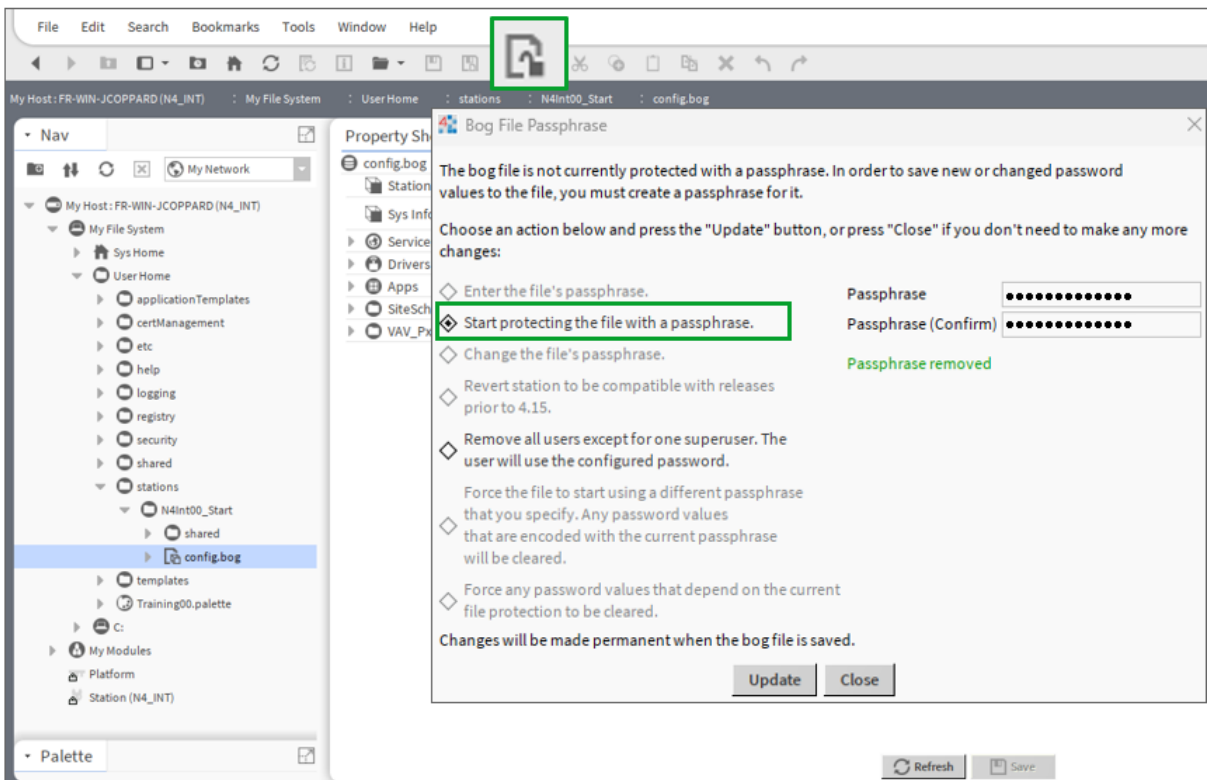 File Edit Search Bookmarks Tools Window Help
My Host : FR-WIN-JCOPPARD (N4_INT) : My File System : User Home : stations : N4Int00_Start : config.bog
Nav
My Network
My Host : FR-WIN-JCOPPARD (N4_INT)
My File System
Sys Home
User Home
applicationTemplates
certManagement
etc
help
logging
registry
security
shared
stations
N4Int00_Start
shared
config.bog
templates
Training00.palette
C:
My Modules
Platform
Station (N4_INT)
Palette
Property Sh
config.bog
Station
Sys Info
Service
Drivers
Apps
SiteSch
VAV_Px
Bog File Passphrase
The bog file is not currently protected with a passphrase. In order to save new or changed password
values to the file, you must create a passphrase for it.
Choose an action below and press the "Update" button, or press "Close" if you don't need to make any more
changes:
Enter the file's passphrase.
Start protecting the file with a passphrase.
Change the file's passphrase.
Revert station to be compatible with releases
prior to 4.15.
Remove all users except for one superuser. The
user will use the configured password.
Force the file to start using a different passphrase
that you specify. Any password values
that are encoded with the current passphrase
will be cleared.
Force any password values that depend on the current
file protection to be cleared.
Passphrase
Passphrase (Confirm)
Passphrase removed
Changes will be made permanent when the bog file is saved.
Update Close
Refresh Save